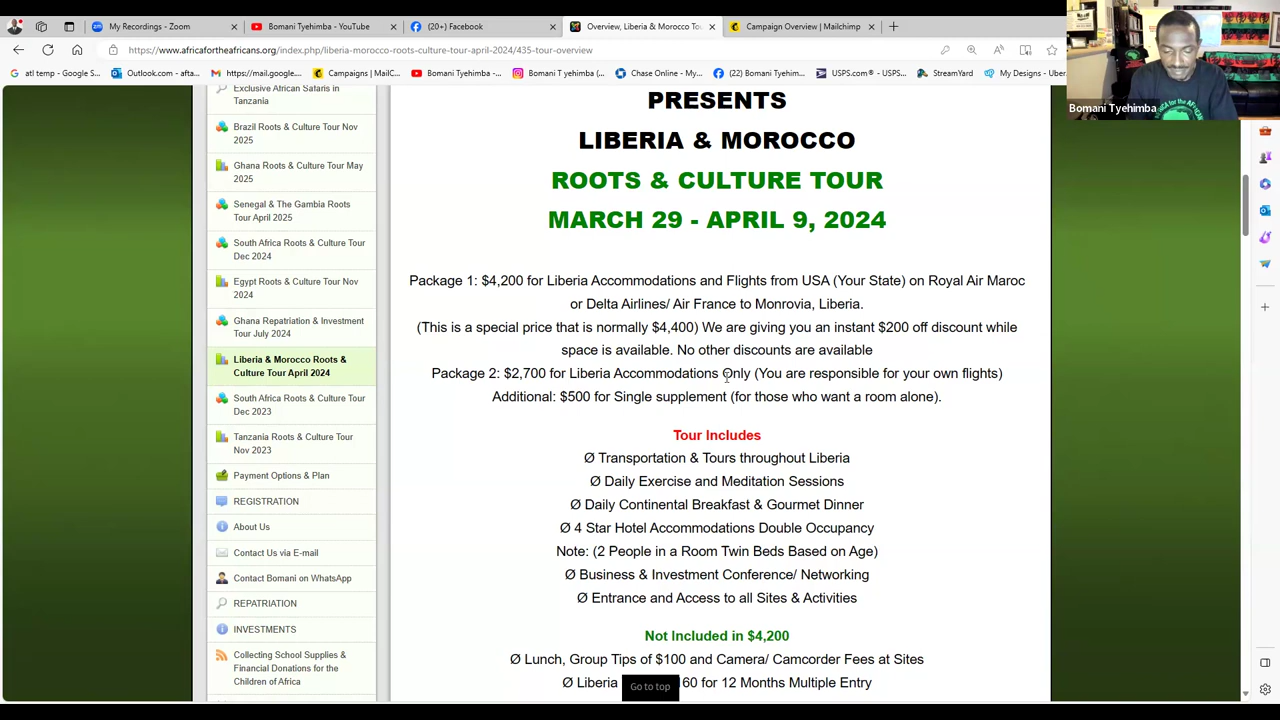 My Recordings - Zoom
Bomani Tyehimba - YouTube
(20+) Facebook
Overview, Liberia & Morocco To
Campaign Overview | Mailchimp
https://www.africafortheafricans.org/index.php/liberia-morocco-roots-culture-tour-april-2024/435-tour-overview
atl temp - Google S...
Outlook.com - afta...
https://mail.google....
Campaigns | MailC...
Bomani Tyehimba -...
Bomani T yehimba (...
Chase Online - My...
(22) Bomani Tyehim...
USPS.com® - USPS...
StreamYard
My Designs - Uber
Bomani Tyehimba
Exclusive African Safaris in
Tanzania
Brazil Roots & Culture Tour Nov
2025
Ghana Roots & Culture Tour May
2025
Senegal & The Gambia Roots
Tour April 2025
South Africa Roots & Culture Tour
Dec 2024
Egypt Roots & Culture Tour Nov
2024
Ghana Repatriation & Investment
Tour July 2024
Liberia & Morocco Roots &
Culture Tour April 2024
South Africa Roots & Culture Tour
Dec 2023
Tanzania Roots & Culture Tour
Nov 2023
Payment Options & Plan
REGISTRATION
About Us
Contact Us via E-mail
Contact Bomani on WhatsApp
REPATRIATION
INVESTMENTS
Collecting School Supplies &
Financial Donations for the
Children of Africa
PRESENTS
LIBERIA & MOROCCO
ROOTS & CULTURE TOUR
MARCH 29 - APRIL 9, 2024
Package 1: $4,200 for Liberia Accommodations and Flights from USA (Your State) on Royal Air Maroc
or Delta Airlines/ Air France to Monrovia, Liberia.
(This is a special price that is normally $4,400) We are giving you an instant $200 off discount while
space is available. No other discounts are available
Package 2: $2,700 for Liberia Accommodations Only (You are responsible for your own flights)
Additional: $500 for Single supplement (for those who want a room alone).
Tour Includes
Ø Transportation & Tours throughout Liberia
Ø Daily Exercise and Meditation Sessions
Ø Daily Continental Breakfast & Gourmet Dinner
Ø 4 Star Hotel Accommodations Double Occupancy
Note: (2 People in a Room Twin Beds Based on Age)
Ø Business & Investment Conference/ Networking
Ø Entrance and Access to all Sites & Activities
Not Included in $4,200
Ø Lunch, Group Tips of $100 and Camera/ Camcorder Fees at Sites
Ø Liberia 60 for 12 Months Multiple Entry
Go to top